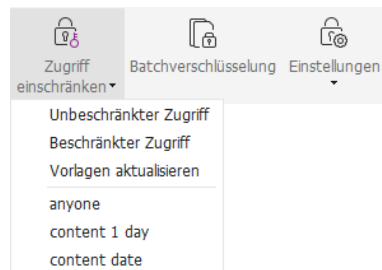 Zugriff
einschränken
Batchverschlüsselung
Einstellungen
Unbeschränkter Zugriff
Beschränkter Zugriff
Vorlagen aktualisieren
anyone
content 1 day
content date